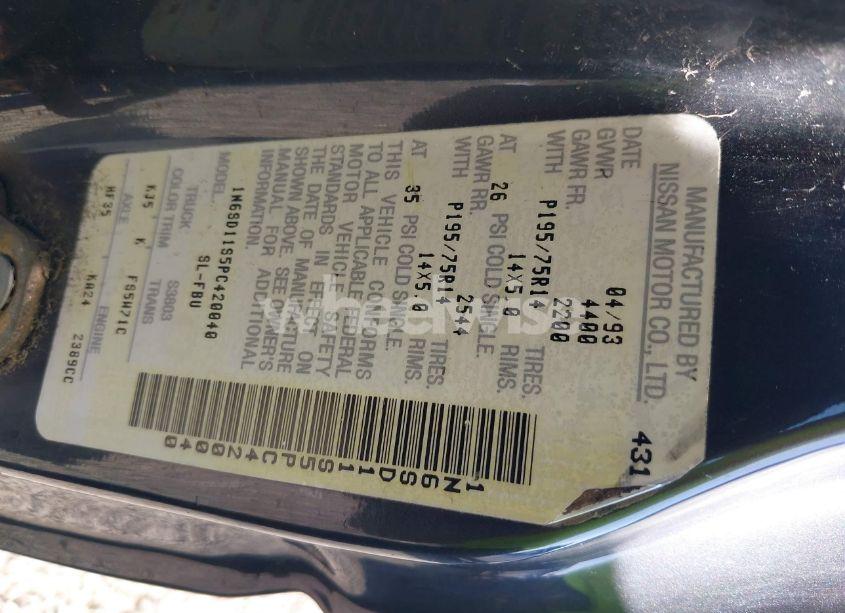 MANUFACTURED BY
NISSAN MOTOR CO., LTD. 431
DATE 04/93
GVWR 4400
GAWR FR. 2200
WITH P195/75R14 TIRES.
14X5.0 RIMS.
AT 26 PSI COLD SINGLE
GAWR RR. 2544
WITH P195/75R14 TIRES.
14X5.0 RIMS.
AT 35 PSI COLD SINGLE.
THIS VEHICLE CONFORMS
TO ALL APPLICABLE FEDERAL
MOTOR VEHICLE SAFETY
STANDARDS IN EFFECT ON
THE DATE OF MANUFACTURE
SHOWN ABOVE. SEE OWNER'S
MANUAL FOR ADDITIONAL
INFORMATION.
1N6SD11S5PC420040
MODEL SL-FBU
TRUCK S3803
COLOR TRIM TRANS
KJ5 K FS5W71C
AXLE ENGINE
HF35 KA24 2389CC
1N6SD11S5PC420040
wheelwise